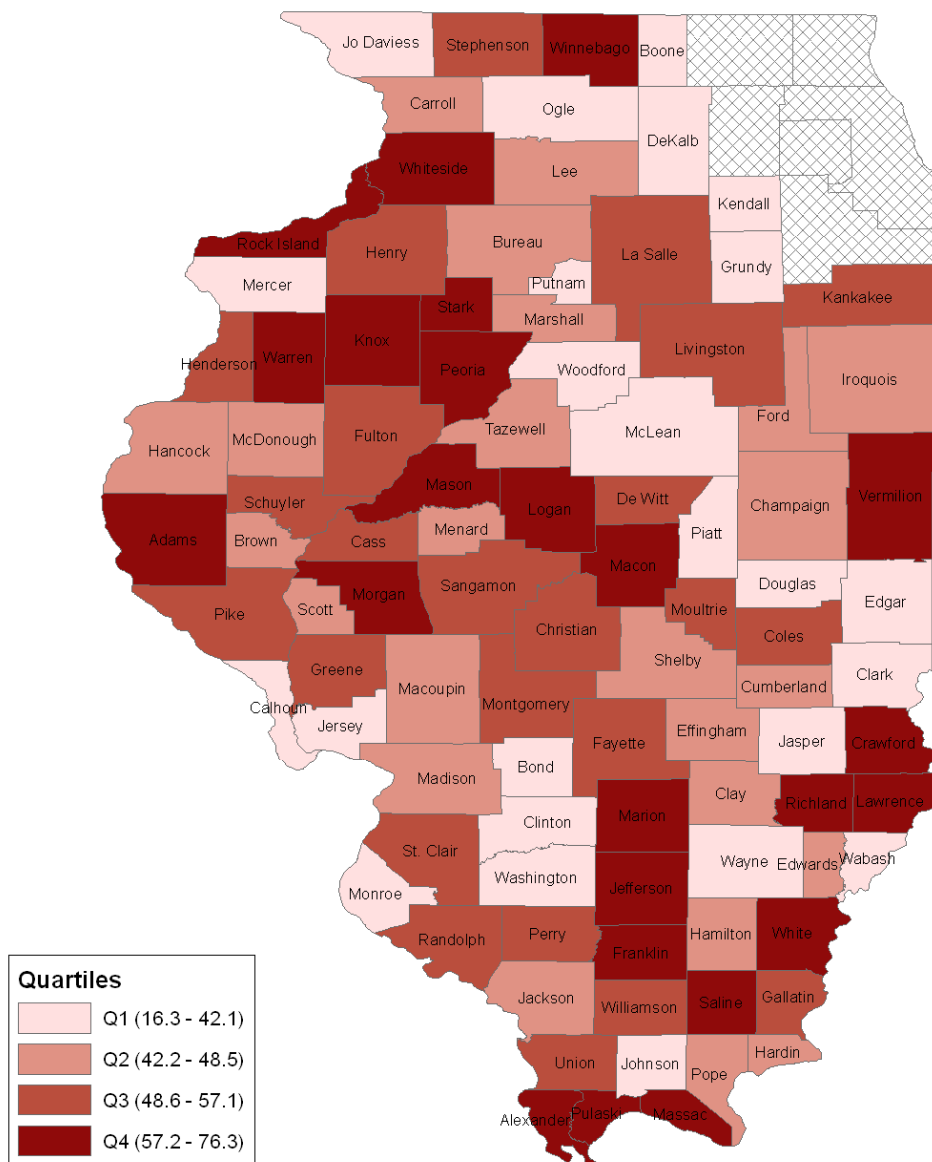 Jo Daviess
Stephenson
Winnebago
Boone
Carroll
Ogle
DeKalb
Whiteside
Lee
Kendall
Rock Island
Henry
Bureau
La Salle
Grundy
Mercer
Putnam
Kankakee
Stark
Marshall
Henderson
Warren
Knox
Peoria
Woodford
Livingston
Iroquois
Ford
Hancock
McDonough
Fulton
Tazewell
McLean
Schuyler
Mason
Logan
De Witt
Champaign
Vermilion
Adams
Brown
Cass
Menard
Piatt
Macon
Pike
Scott
Morgan
Sangamon
Christian
Moultrie
Douglas
Edgar
Coles
Greene
Macoupin
Shelby
Cumberland
Clark
Calhoun
Jersey
Montgomery
Fayette
Effingham
Jasper
Crawford
Madison
Bond
Clay
Richland
Lawrence
Clinton
Marion
St. Clair
Wayne
Edwards
Wabash
Monroe
Washington
Jefferson
Randolph
Perry
Franklin
Hamilton
White
Jackson
Williamson
Saline
Gallatin
Union
Johnson
Pope
Hardin
Alexander
Pulaski
Massac
Quartiles
Q1 (16.3 - 42.1)
Q2 (42.2 - 48.5)
Q3 (48.6 - 57.1)
Q4 (57.2 - 76.3)